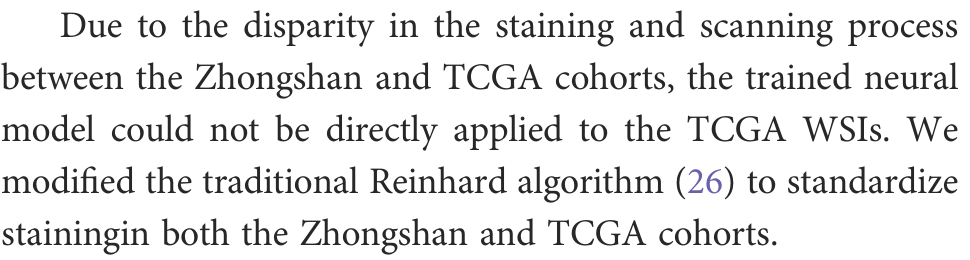 Due to the disparity in the staining and scanning process
between the Zhongshan and TCGA cohorts, the trained neural
model could not be directly applied to the TCGA WSIs. We
modified the traditional Reinhard algorithm (26) to standardize
stainingin both the Zhongshan and TCGA cohorts.